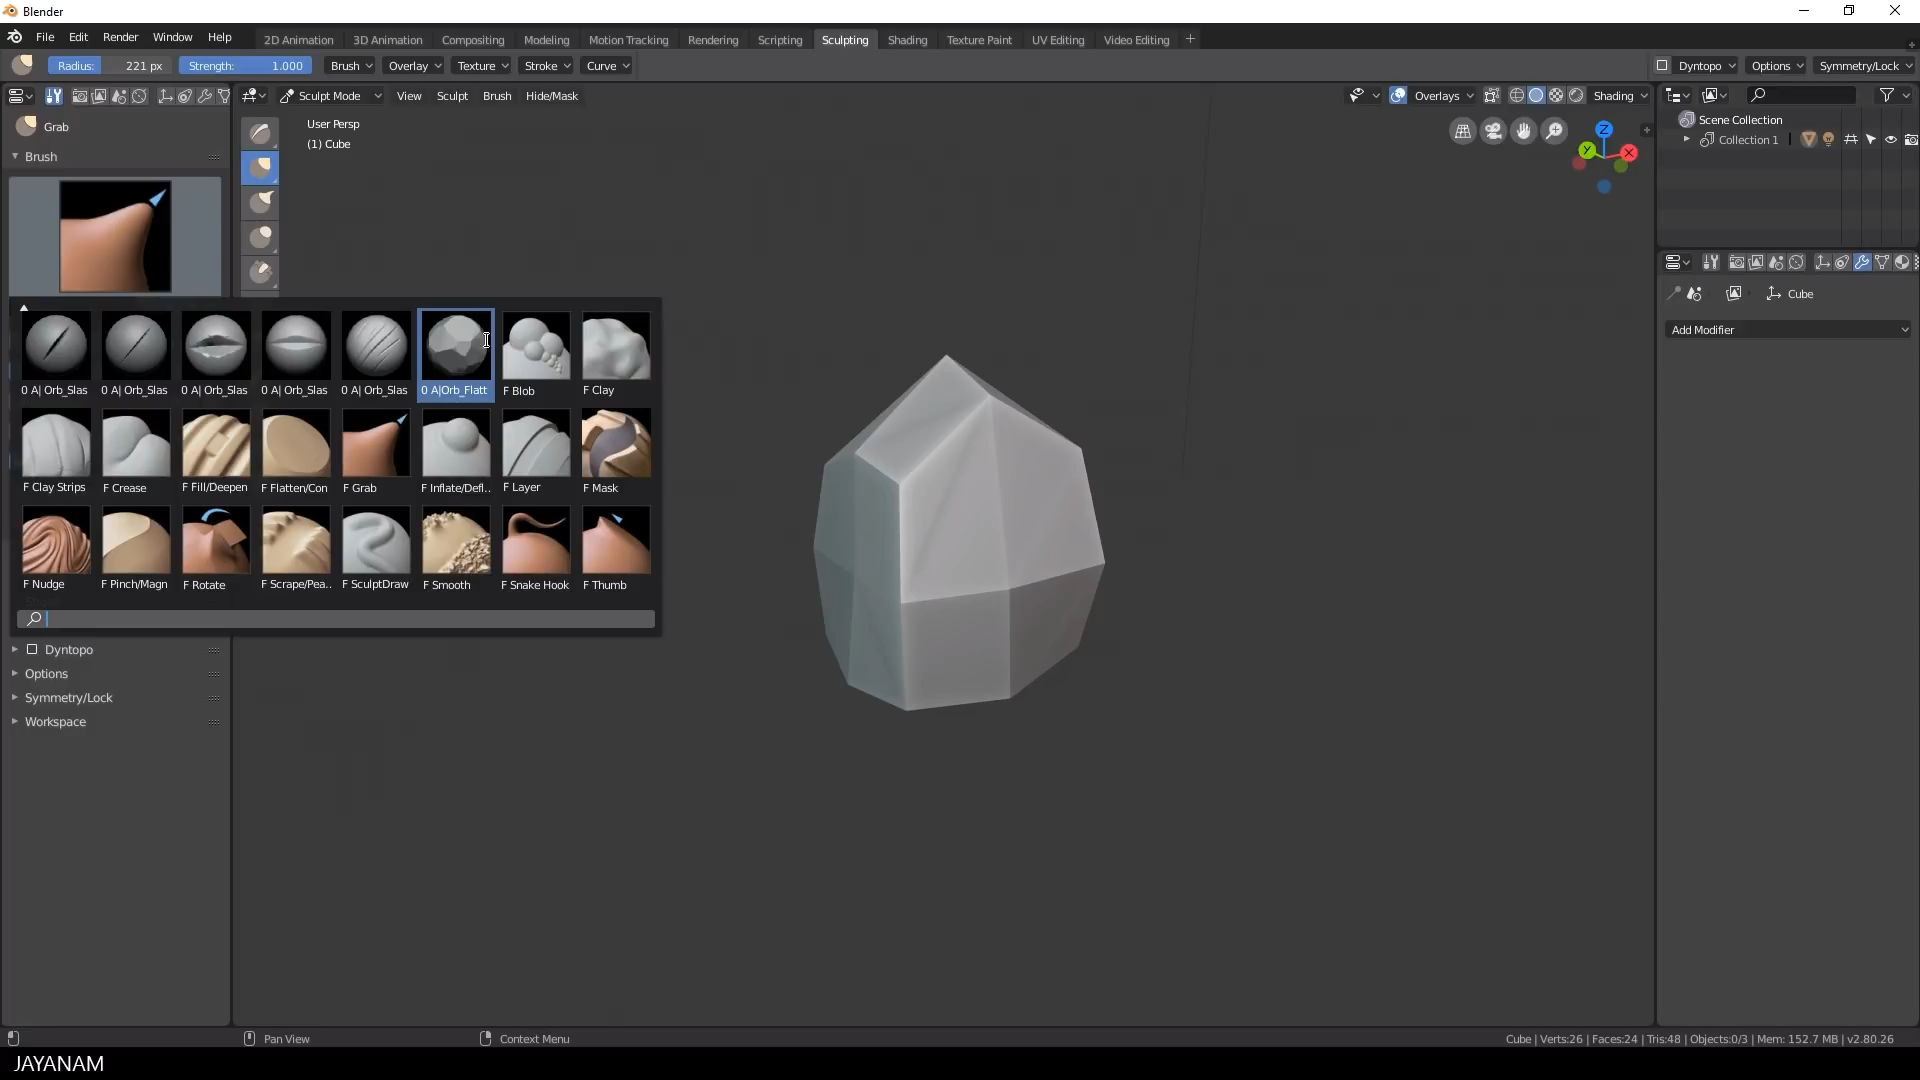 Blender
File Edit Render Window Help 2D Animation 3D Animation Compositing Modeling Motion Tracking Rendering Scripting Sculpting Shading Texture Paint UV Editing Video Editing +
Radius: 221 px Strength: 1.000 Brush Overlay Texture Stroke Curve Dyntopo Options Symmetry/Lock
Sculpt Mode View Sculpt Brush Hide/Mask Overlays Shading
Grab
Brush
User Persp
(1) Cube
Z
Y
X
Scene Collection
Collection 1
Cube
Add Modifier
0 A| Orb_Slas 0 A| Orb_Slas 0 A| Orb_Slas 0 A| Orb_Slas 0 A| Orb_Slas 0 A|Orb_Flatt F Blob F Clay
F Clay Strips F Crease F Fill/Deepen F Flatten/Con F Grab F Inflate/Defl.. F Layer F Mask
F Nudge F Pinch/Magn F Rotate F Scrape/Pea.. F SculptDraw F Smooth F Snake Hook F Thumb
Dyntopo
Options
Symmetry/Lock
Workspace
Pan View Context Menu Cube | Verts:26 | Faces:24 | Tris:48 | Objects:0/3 | Mem: 152.7 MB | v2.80.26
JAYANAM